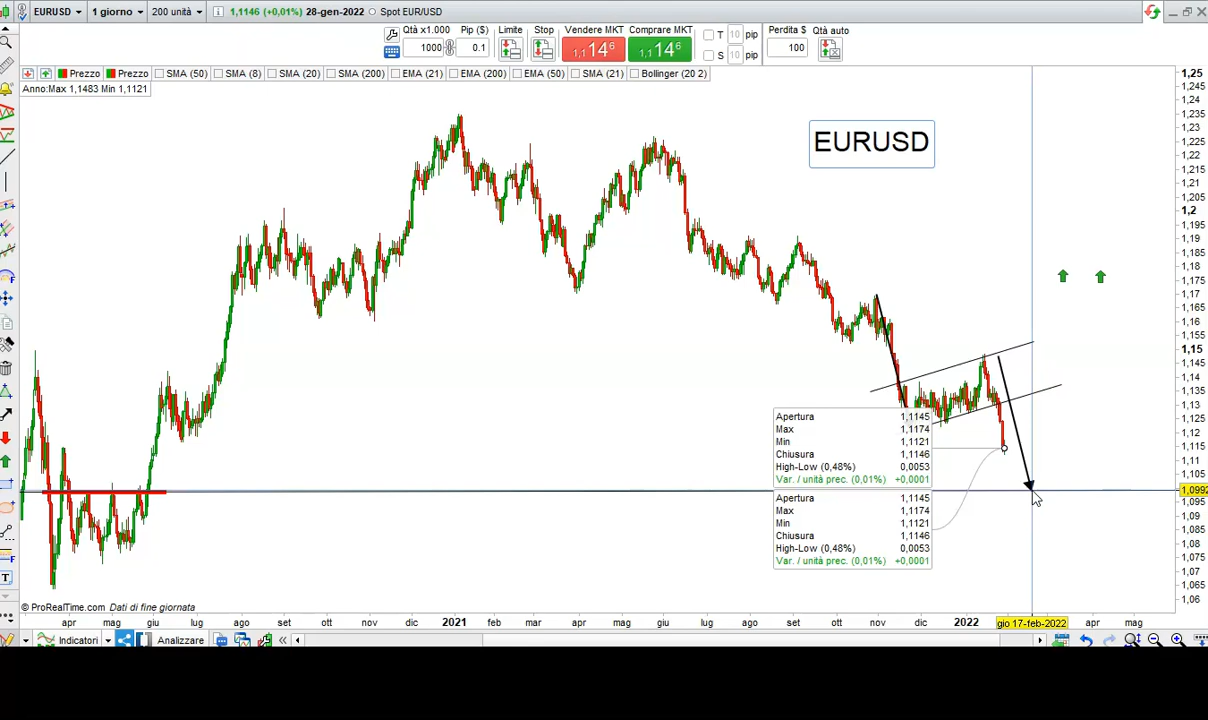 EURUSD 1 giorno 200 unità 1,1146 (+0,01%) 28-gen-2022 Spot EUR/USD
Qtà x1.000 Pip ($) Limite Stop Vendere MKT Comprare MKT T 10 pip Perdita $ Qtà auto
1000 0.1 1,1 14 6 1,1 14 6 S 10 pip 100
Prezzo Prezzo SMA (50) SMA (8) SMA (20) SMA (200) EMA (21) EMA (200) EMA (50) SMA (21) Bollinger (20 2)
Anno:Max 1,1483 Min 1,1121
EURUSD
1,25
1,245
1,24
1,235
1,23
1,225
1,22
1,215
1,21
1,205
1,2
1,195
1,19
1,185
1,18
1,175
1,17
1,165
1,16
1,155
1,15
1,145
1,14
1,135
1,13
1,125
1,12
1,115
1,11
1,105
1,0992
1,095
1,09
1,085
1,08
1,075
1,07
1,065
1,06
Apertura 1,1145
Max 1,1174
Min 1,1121
Chiusura 1,1146
High-Low (0,48%) 0,0053
Var. / unità prec. (0,01%) +0,0001
Apertura 1,1145
Max 1,1174
Min 1,1121
Chiusura 1,1146
High-Low (0,48%) 0,0053
Var. / unità prec. (0,01%) +0,0001
© ProRealTime.com Dati di fine giornata
apr mag giu lug ago set ott nov dic 2021 feb mar apr mag giu lug ago set ott nov dic 2022 gio 17-feb-2022 apr mag
Indicatori Analizzare